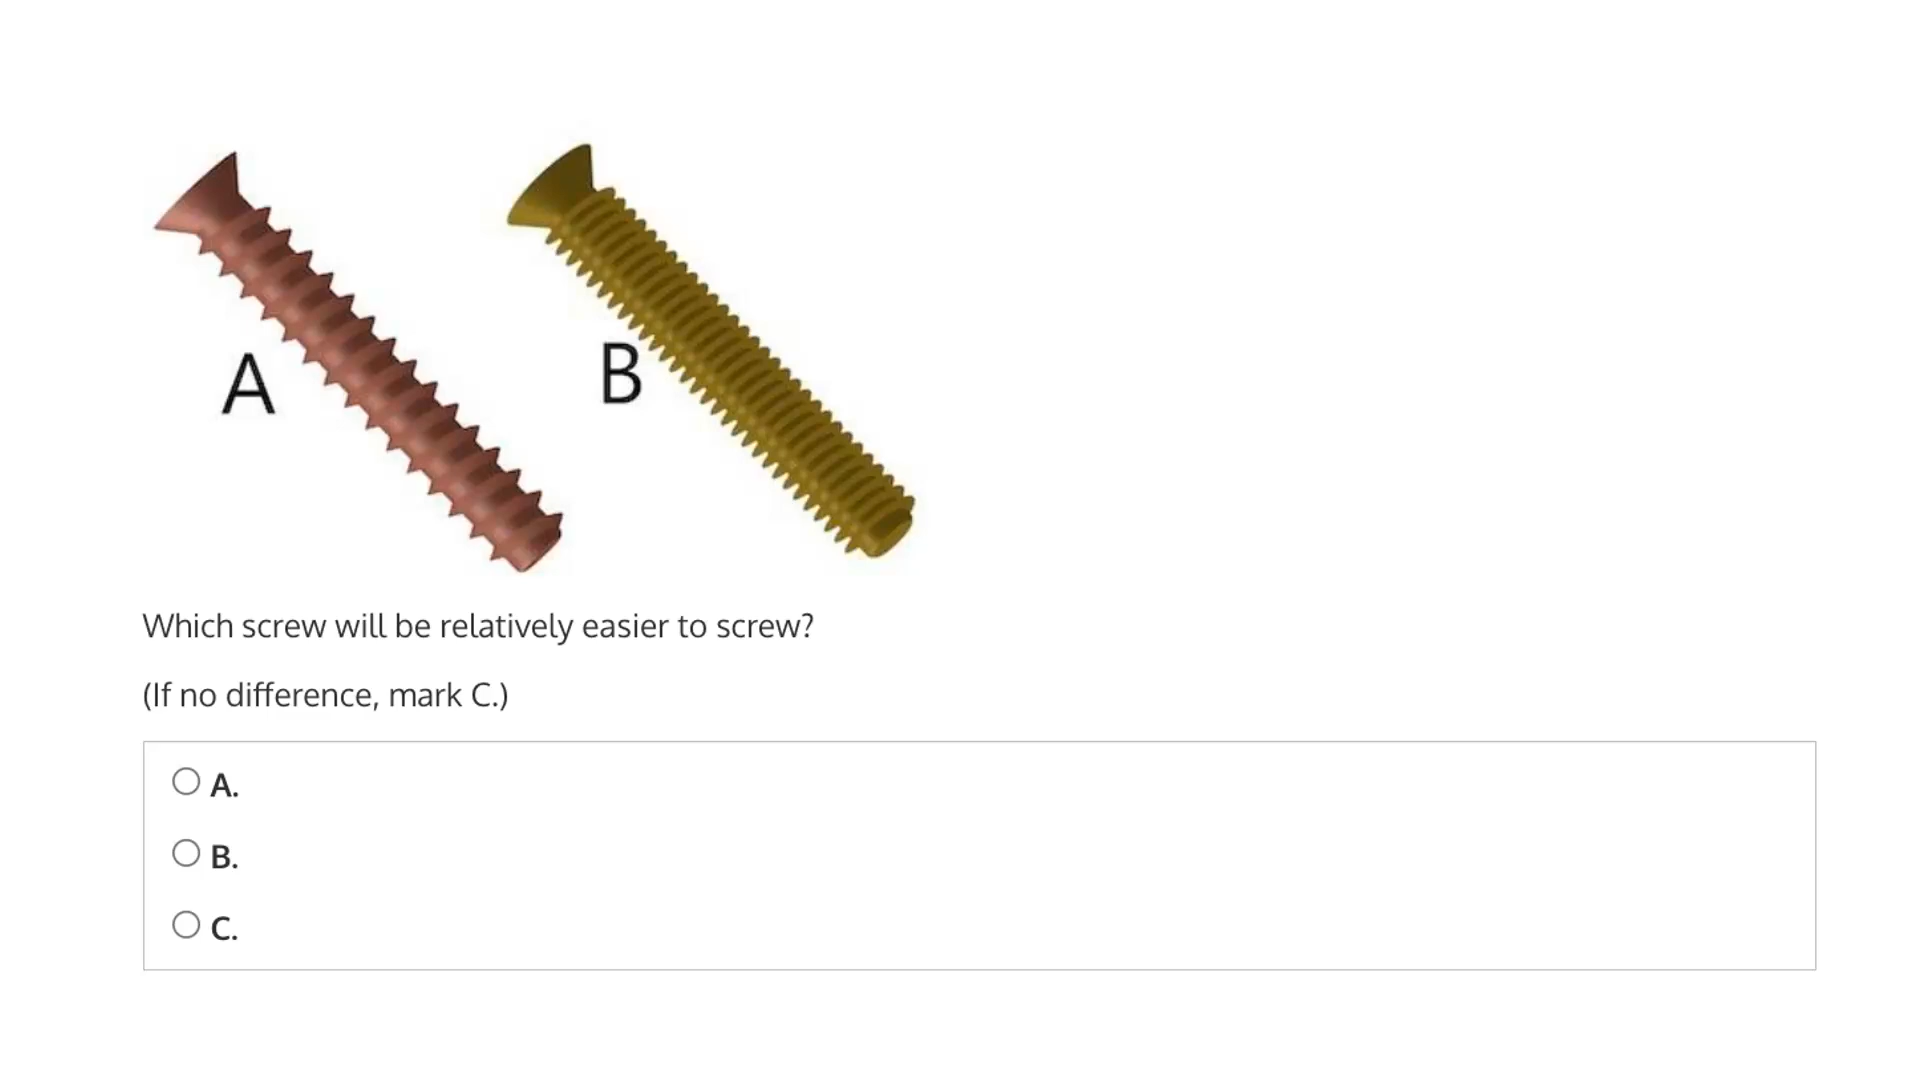 A
B
Which screw will be relatively easier to screw?
(If no difference, mark C.)
A.
B.
C.